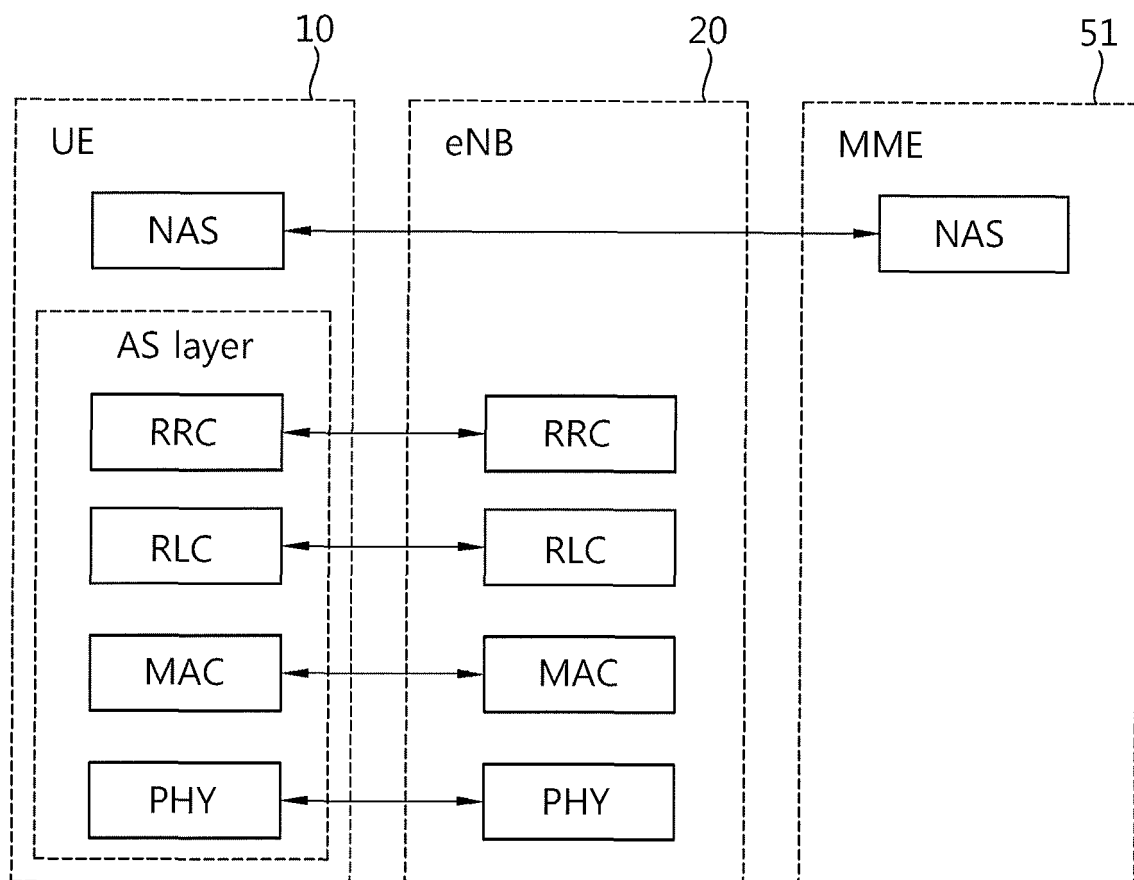 10
20
51
UE
eNB
MME
NAS
NAS
AS layer
RRC
RRC
RLC
RLC
MAC
MAC
PHY
PHY